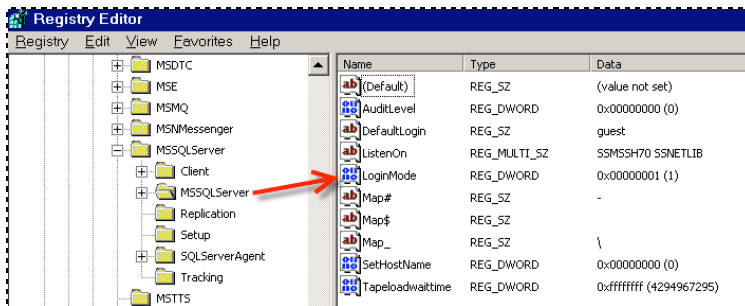 Registry Editor
Registry Edit View Favorites Help
MSDTC
MSE
MSMQ
MSNMessenger
MSSQLServer
Client
MSSQLServer
Replication
Setup
SQLServerAgent
Tracking
MSTTS
Name Type Data
(Default) REG_SZ (value not set)
AuditLevel REG_DWORD 0x00000000 (0)
DefaultLogin REG_SZ guest
ListenOn REG_MULTI_SZ SSMSSH70 SSNETLIB
LoginMode REG_DWORD 0x00000001 (1)
Map# REG_SZ -
Map$ REG_SZ
Map_ REG_SZ \
SetHostName REG_DWORD 0x00000000 (0)
Tapeloadwaittime REG_DWORD 0xffffffff (4294967295)